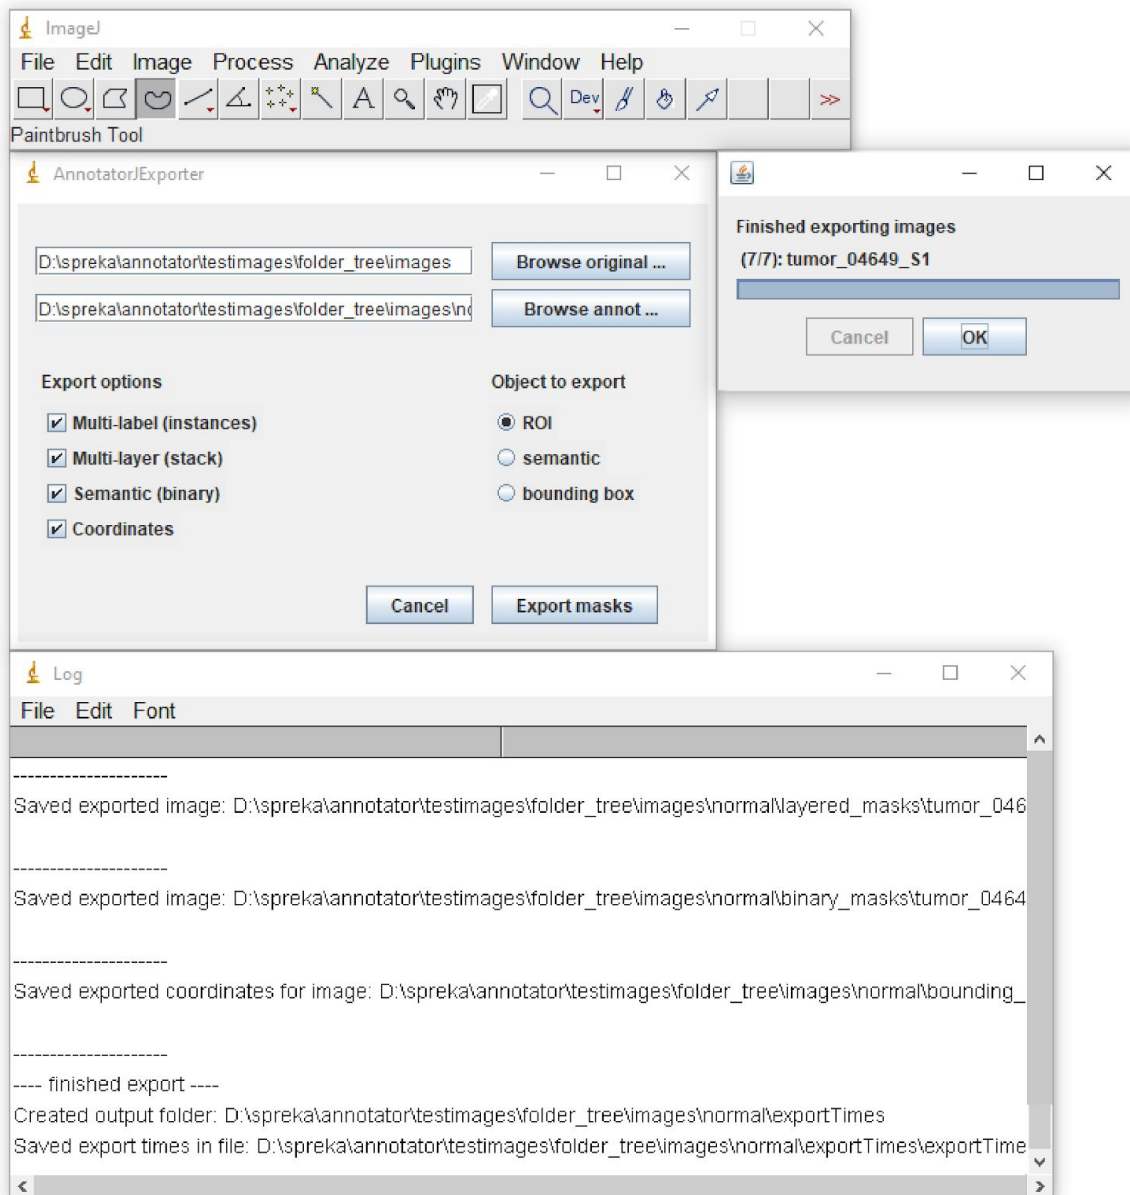 ImageJ
File Edit Image Process Analyze Plugins Window Help
A Dev >>
Paintbrush Tool
AnnotatorJExporter
D:\spreka\annotator\testimages\folder_tree\images
Browse original ...
D:\spreka\annotator\testimages\folder_tree\images\no
Browse annot ...
Export options
Object to export
Multi-label (instances)
ROI
Multi-layer (stack)
semantic
Semantic (binary)
bounding box
Coordinates
Cancel
Export masks
Finished exporting images
(7/7): tumor_04649_S1
Cancel
OK
Log
File Edit Font
---------------------
Saved exported image: D:\spreka\annotator\testimages\folder_tree\images\normal\layered_masks\tumor_046
---------------------
Saved exported image: D:\spreka\annotator\testimages\folder_tree\images\normal\binary_masks\tumor_0464
---------------------
Saved exported coordinates for image: D:\spreka\annotator\testimages\folder_tree\images\normal\bounding_
---------------------
---- finished export ----
Created output folder: D:\spreka\annotator\testimages\folder_tree\images\normal\exportTimes
Saved export times in file: D:\spreka\annotator\testimages\folder_tree\images\normal\exportTimes\exportTime